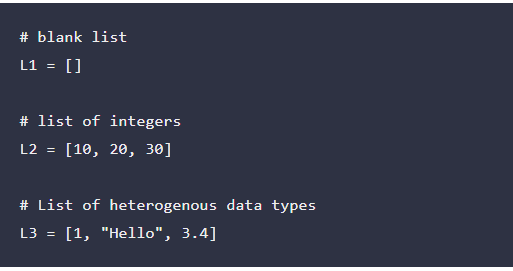 # blank list
L1 = []
# list of integers
L2 = [10, 20, 30]
# List of heterogenous data types
L3 = [1, "Hello", 3.4]